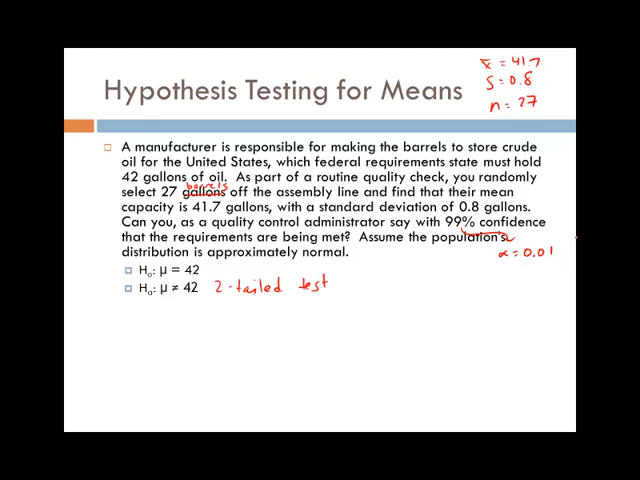 x̄ = 41.7
S = 0.8
n = 27
Hypothesis Testing for Means
A manufacturer is responsible for making the barrels to store crude
oil for the United States, which federal requirements state must hold
42 gallons of oil. As part of a routine quality check, you randomly
barrels
select 27 gallons off the assembly line and find that their mean
capacity is 41.7 gallons, with a standard deviation of 0.8 gallons.
Can you, as a quality control administrator say with 99% confidence
that the requirements are being met? Assume the population's
distribution is approximately normal.
α = 0.01
H₀: μ = 42
Hₐ: μ ≠ 42 2-tailed test